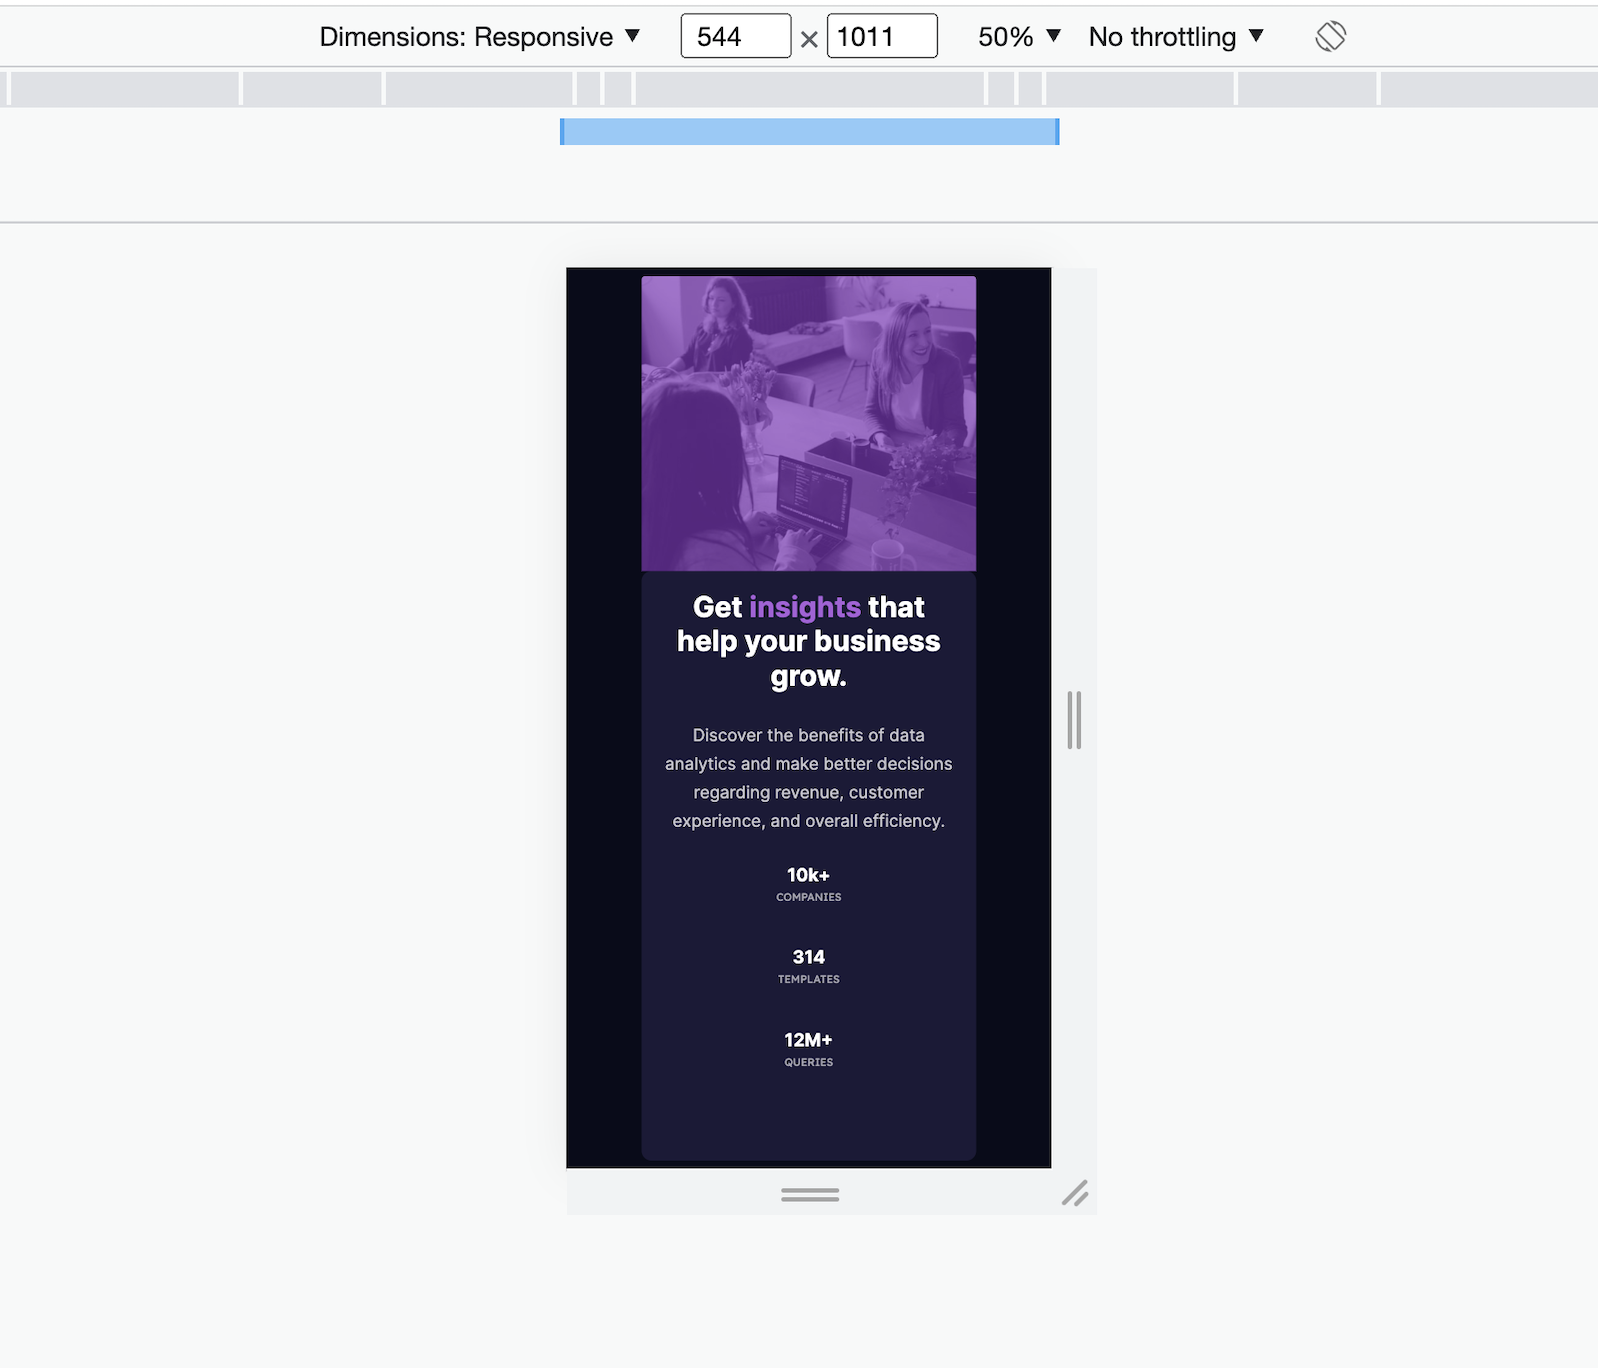 Dimensions: Responsive ▼ 544 × 1011 50% ▼ No throttling ▼
Get insights that
help your business
grow.
Discover the benefits of data
analytics and make better decisions
regarding revenue, customer
experience, and overall efficiency.
10k+
COMPANIES
314
TEMPLATES
12M+
QUERIES